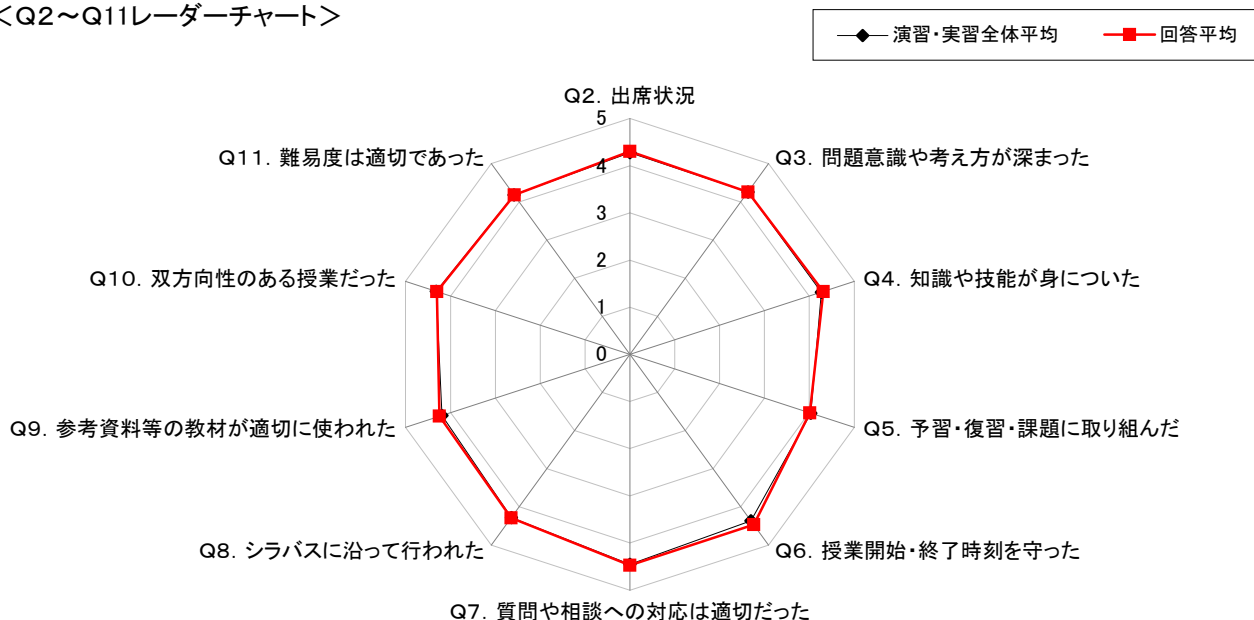 ＜Q2～Q11レーダーチャート＞
演習・実習全体平均
回答平均
Q2. 出席状況
Q3. 問題意識や考え方が深まった
Q4. 知識や技能が身についた
Q5. 予習・復習・課題に取り組んだ
Q6. 授業開始・終了時刻を守った
Q7. 質問や相談への対応は適切だった
Q8. シラバスに沿って行われた
Q9. 参考資料等の教材が適切に使われた
Q10. 双方向性のある授業だった
Q11. 難易度は適切であった
5
4
3
2
1
0